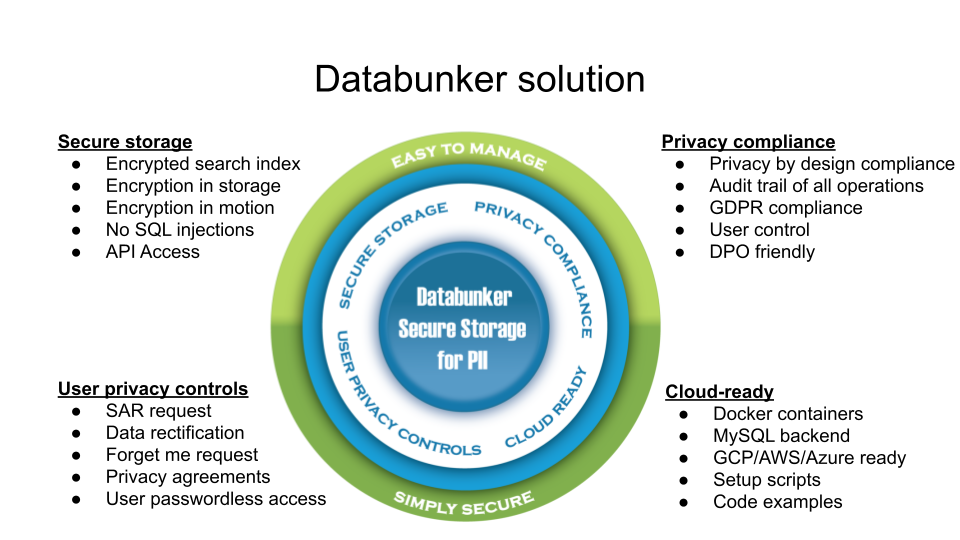 Databunker solution
Secure storage
● Encrypted search index
● Encryption in storage
● Encryption in motion
● No SQL injections
● API Access
Privacy compliance
● Privacy by design compliance
● Audit trail of all operations
● GDPR compliance
● User control
● DPO friendly
EASY TO MANAGE
SECURE STORAGE
PRIVACY COMPLIANCE
Databunker
Secure Storage
for PII
USER PRIVACY CONTROLS
CLOUD READY
SIMPLY SECURE
User privacy controls
● SAR request
● Data rectification
● Forget me request
● Privacy agreements
● User passwordless access
Cloud-ready
● Docker containers
● MySQL backend
● GCP/AWS/Azure ready
● Setup scripts
● Code examples